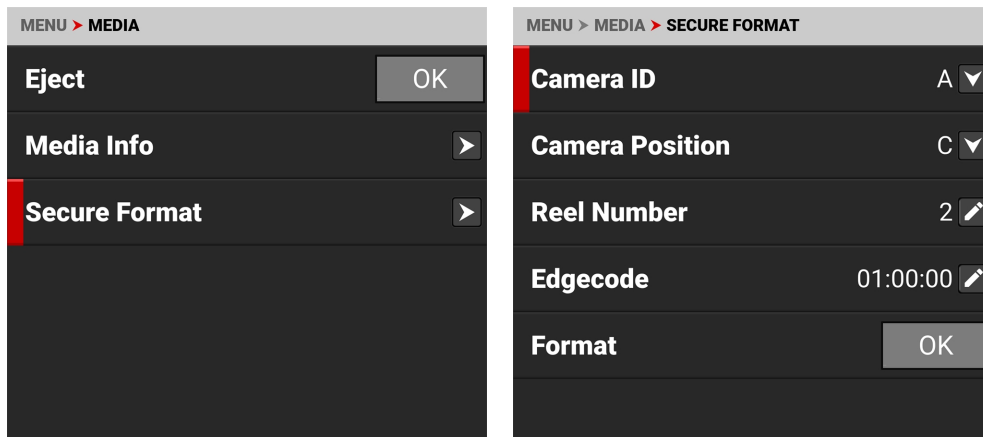 MENU > MEDIA
Eject OK
Media Info
Secure Format
MENU > MEDIA > SECURE FORMAT
Camera ID A
Camera Position C
Reel Number 2
Edgecode 01:00:00
Format OK